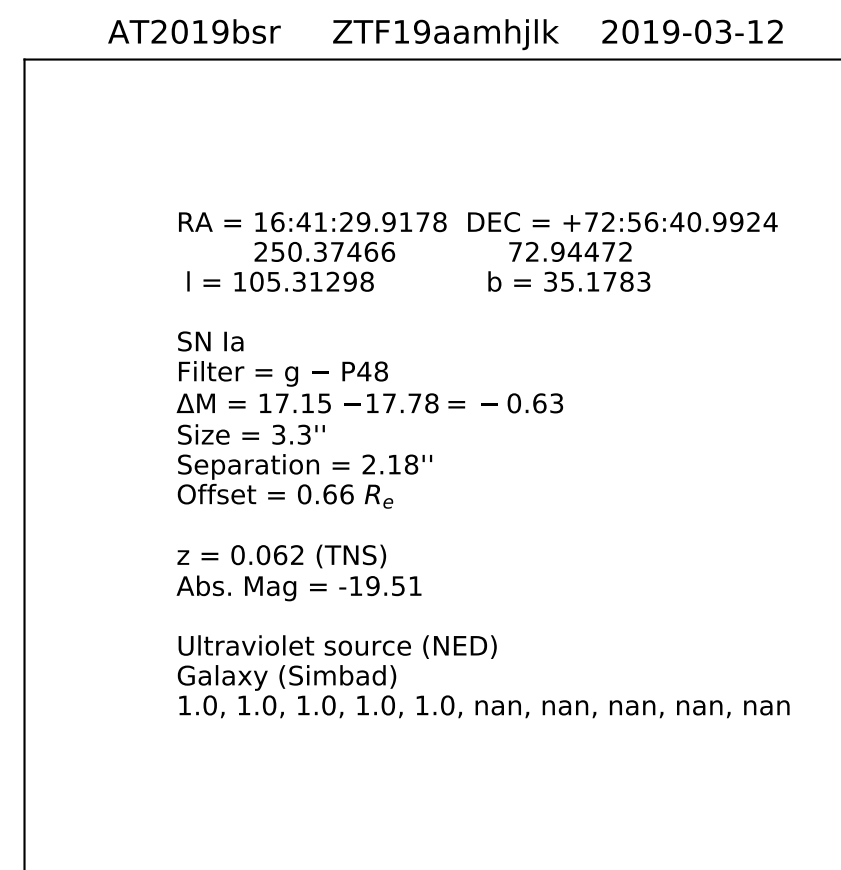 AT2019bsr ZTF19aamhjlk 2019-03-12
RA = 16:41:29.9178 DEC = +72:56:40.9924
250.37466 72.94472
l = 105.31298 b = 35.1783
SN Ia
Filter = g − P48
ΔM = 17.15 −17.78 = − 0.63
Size = 3.3''
Separation = 2.18''
Offset = 0.66 Re
z = 0.062 (TNS)
Abs. Mag = -19.51
Ultraviolet source (NED)
Galaxy (Simbad)
1.0, 1.0, 1.0, 1.0, 1.0, nan, nan, nan, nan, nan